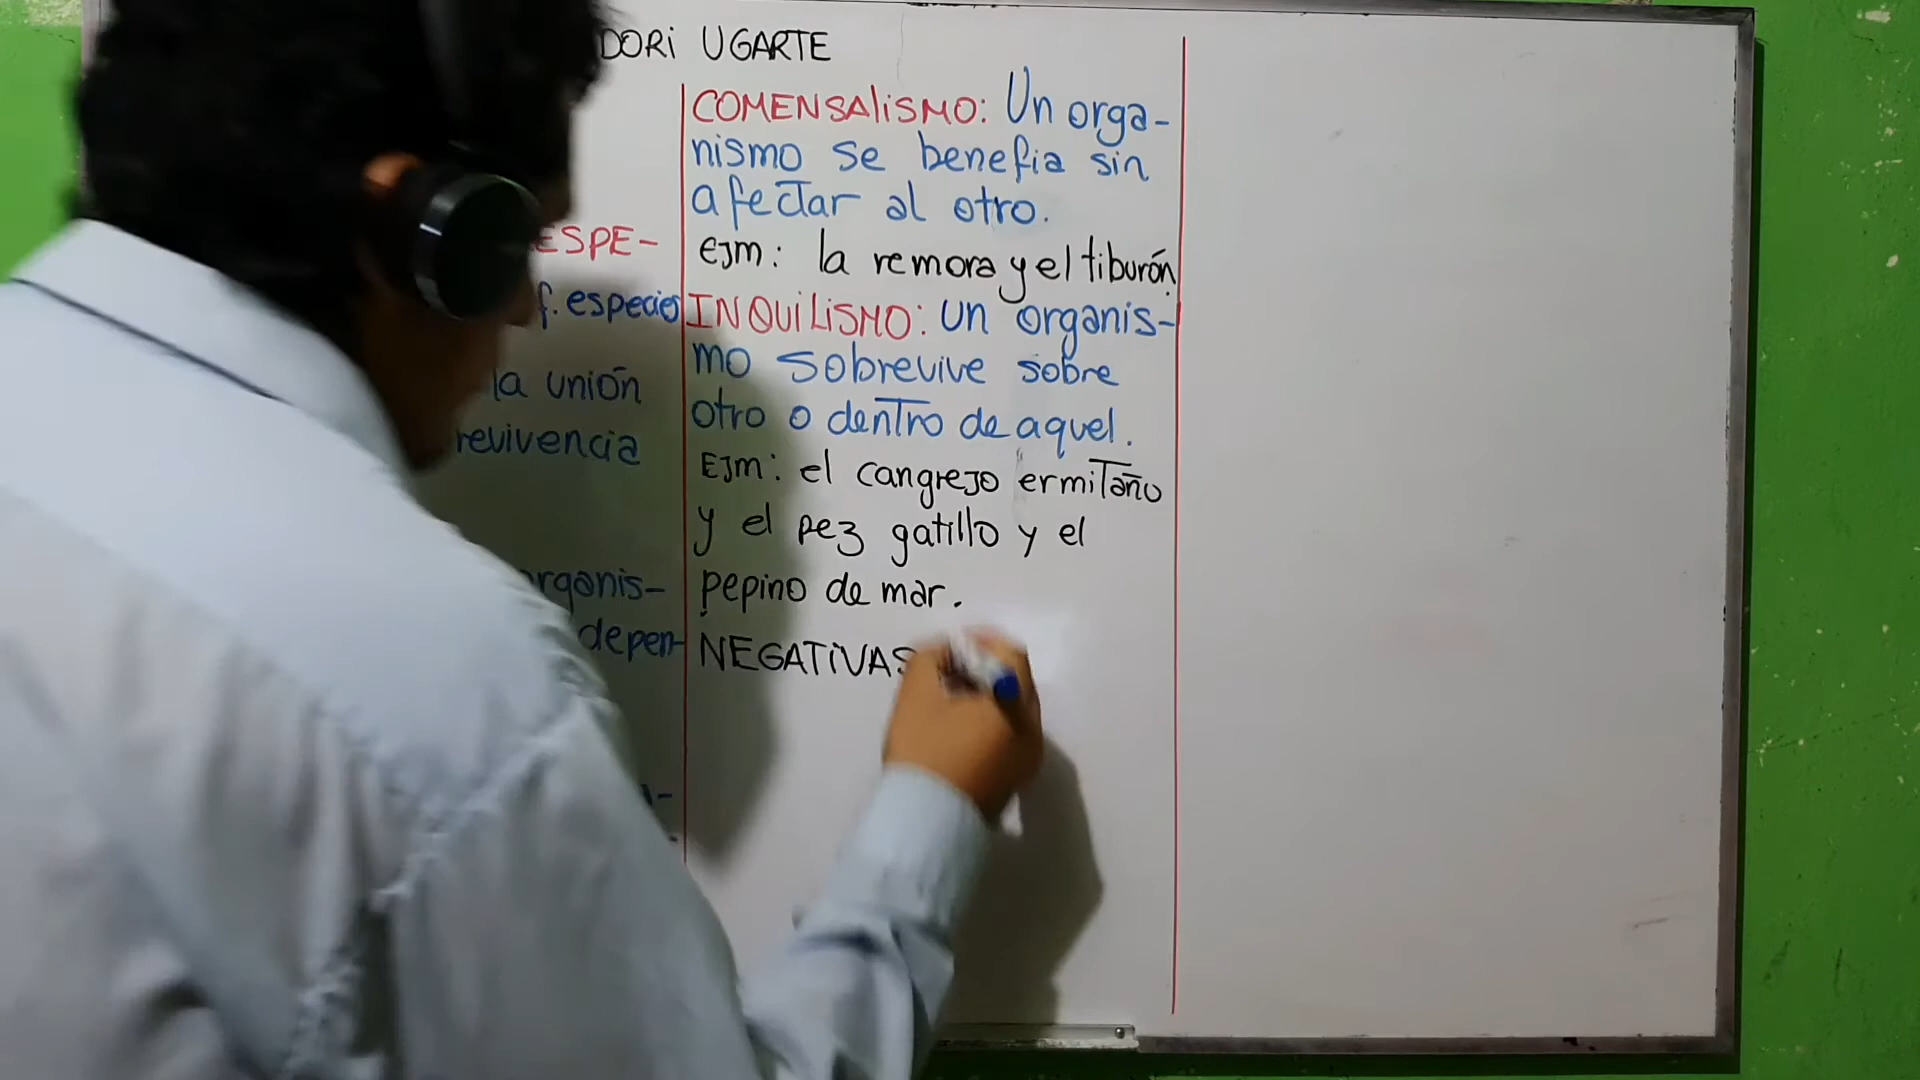 DORI UGARTE
ESPE-
f. especies
la unión
revivencia
organis-
depen-
COMENSALISMO: Un orga-
nismo se benefia sin
afectar al otro.
EJM: la remora y el tiburón
INQUILISMO: un organis-
mo sobrevive sobre
otro o dentro de aquel.
EJM: el cangrejo ermitaño
y el pez gatillo y el
pepino de mar.
NEGATIVAS